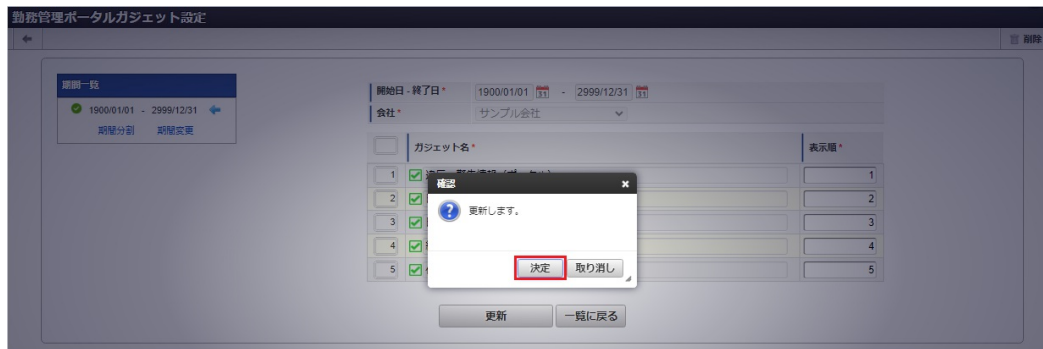 勤務管理ポータルガジェット設定
削除
期間一覧
1900/01/01 - 2999/12/31
期間分割 期間変更
開始日 - 終了日* 1900/01/01 - 2999/12/31
会社* サンプル会社
ガジェット名* 表示順*
1 1
2 2
3 3
4 4
5 5
確認
更新します。
決定 取り消し
更新 一覧に戻る